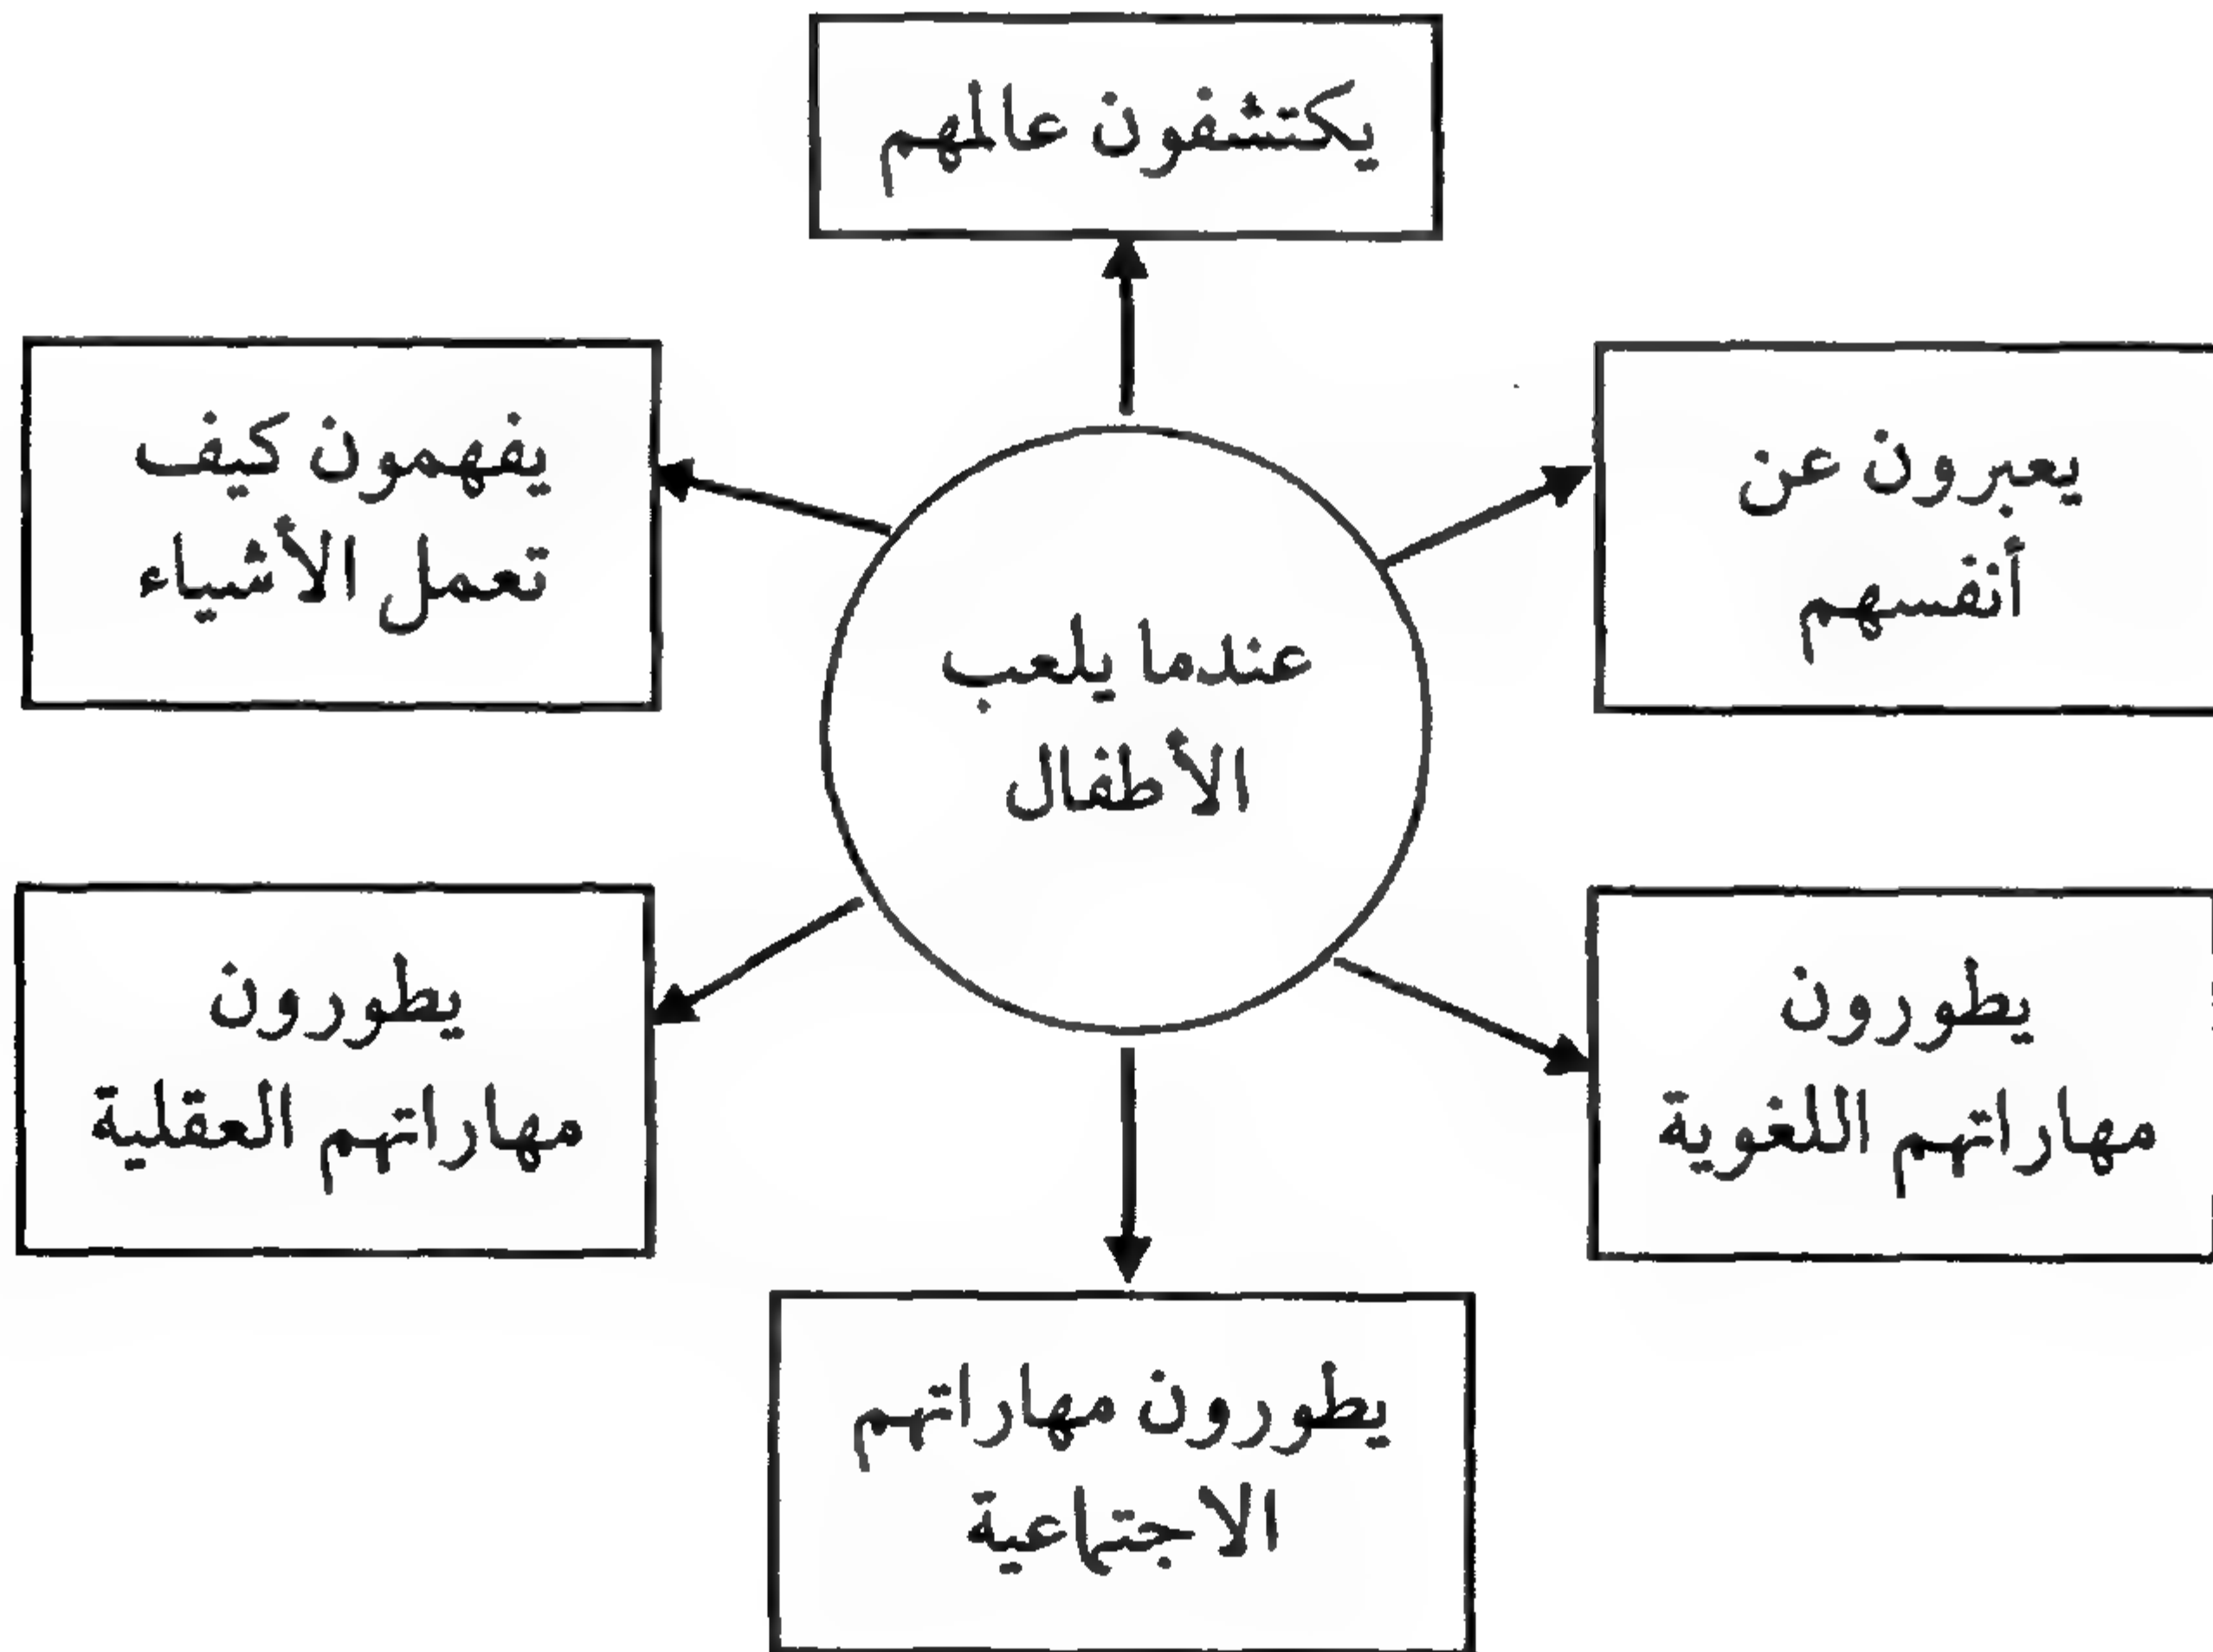 يكتشفون عالمهم
يعبرون عن
أنفسهم
يفهمون كيف
تعمل الأشياء
عندما يلعب
الأطفال
يطورون
مهاراتهم اللغوية
يطورون
مهاراتهم العقلية
يطورون مهاراتهم
الاجتماعية